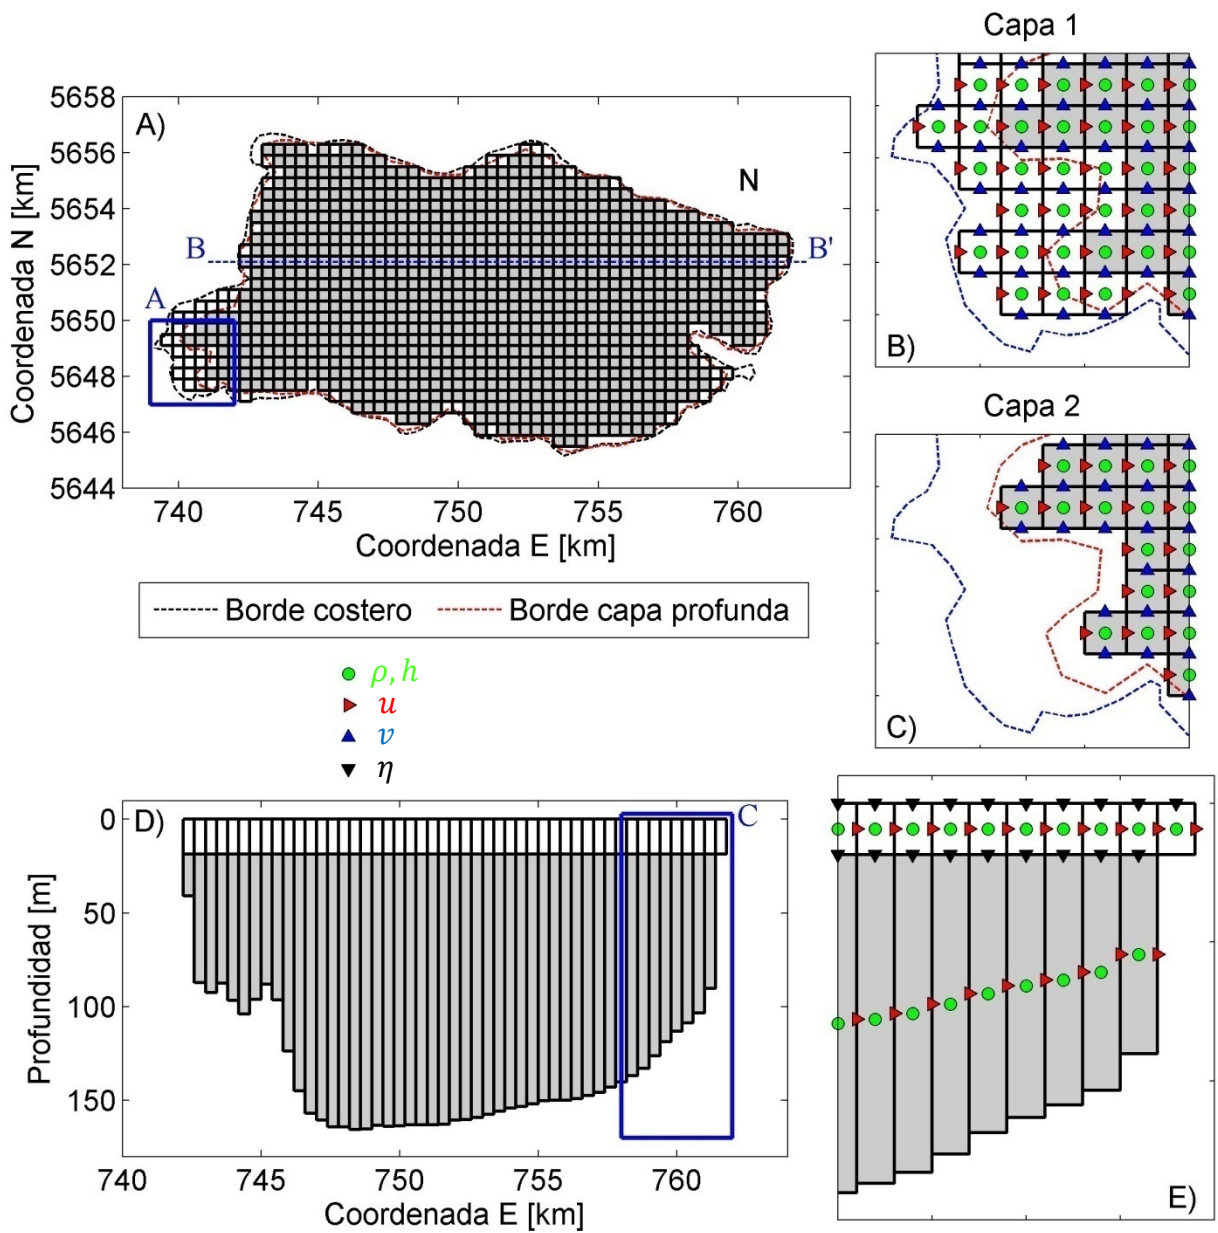 Capa 1
A)
N
B
B'
A
5658
5656
5654
5652
5650
5648
5646
5644
Coordenada N [km]
740
745
750
755
760
Coordenada E [km]
B)
Capa 2
C)
Borde costero
Borde capa profunda
ρ, h
u
v
η
D)
C
0
50
100
150
Profundidad [m]
740
745
750
755
760
Coordenada E [km]
E)